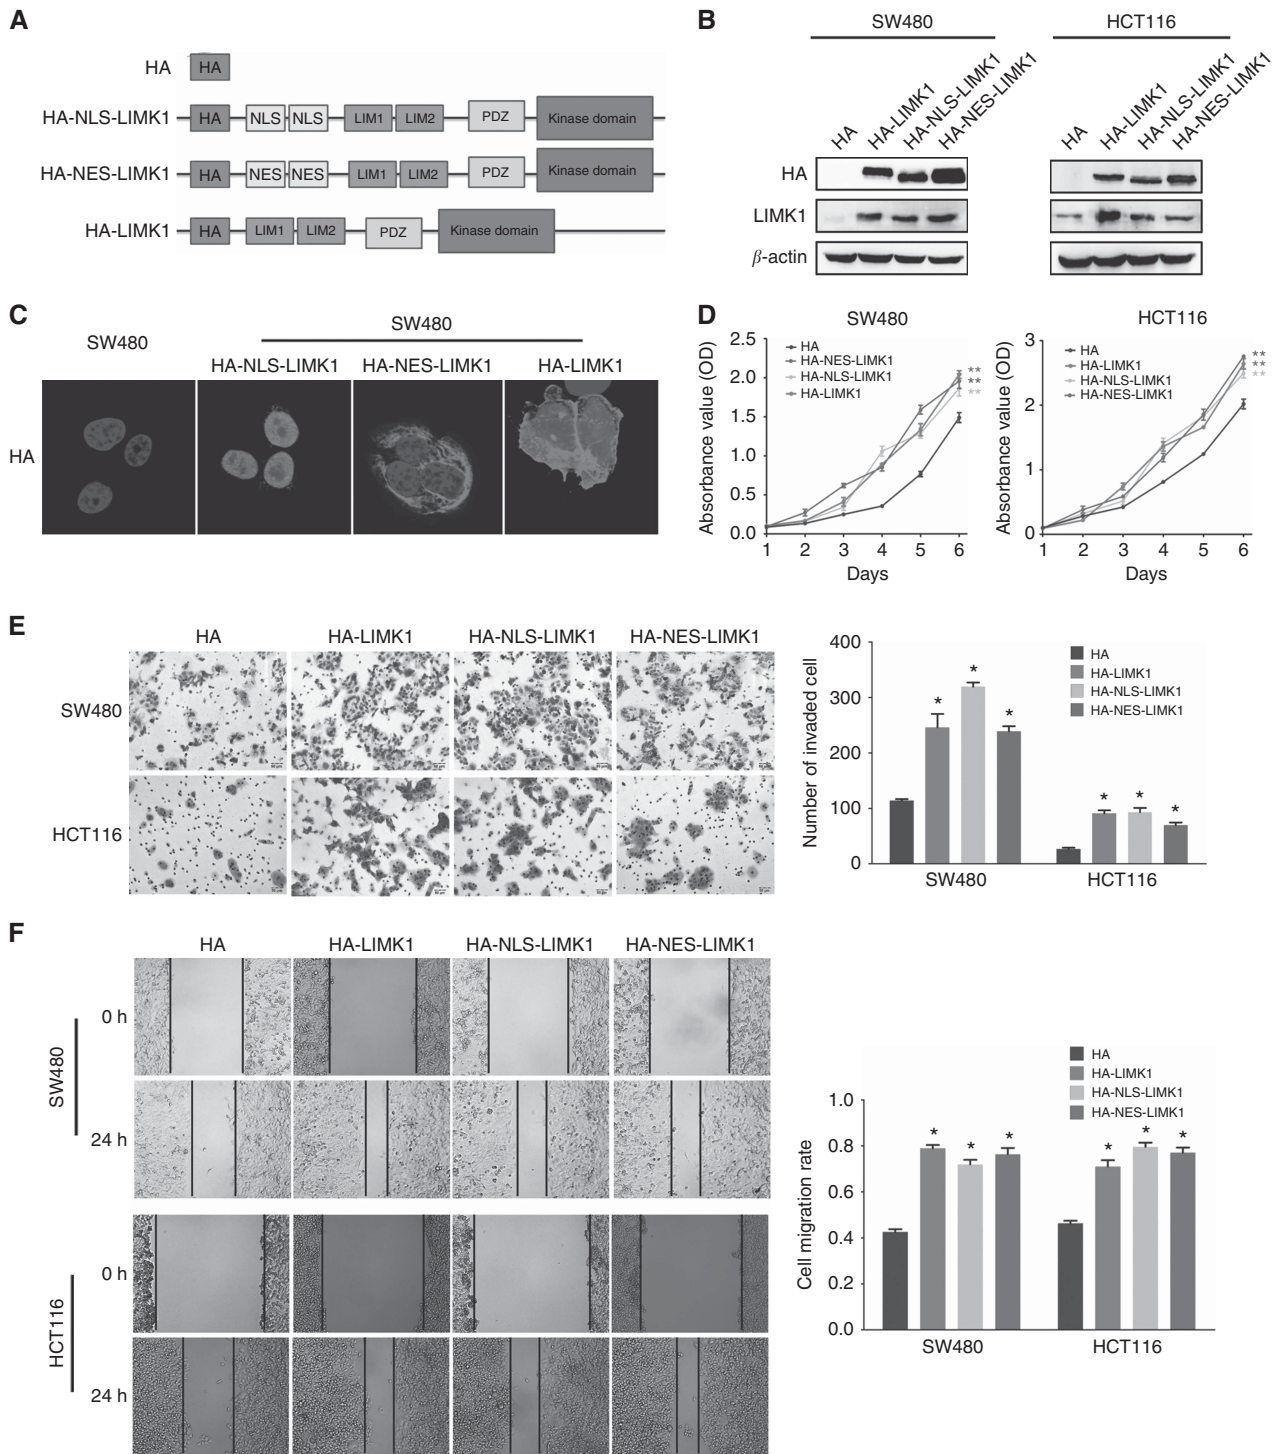 A
HA HA
HA-NLS-LIMK1 HA NLS NLS LIM1 LIM2 PDZ Kinase domain
HA-NES-LIMK1 HA NES NES LIM1 LIM2 PDZ Kinase domain
HA-LIMK1 HA LIM1 LIM2 PDZ Kinase domain
B
SW480 HCT116
HA HA-LIMK1 HA-NLS-LIMK1 HA-NES-LIMK1 HA HA-LIMK1 HA-NLS-LIMK1 HA-NES-LIMK1
HA
LIMK1
β-actin
C
SW480
SW480
HA-NLS-LIMK1 HA-NES-LIMK1 HA-LIMK1
HA
D
SW480
Absorbance value (OD)
2.5
2.0
1.5
1.0
0.5
0.0
HA
HA-NES-LIMK1
HA-NLS-LIMK1
HA-LIMK1
**
**
**
1 2 3 4 5 6
Days
HCT116
Absorbance value (OD)
3
2
1
0
HA
HA-LIMK1
HA-NLS-LIMK1
HA-NES-LIMK1
**
**
**
1 2 3 4 5 6
Days
E
HA HA-LIMK1 HA-NLS-LIMK1 HA-NES-LIMK1
SW480
HCT116
Number of invaded cell
400
300
200
100
0
HA
HA-LIMK1
HA-NLS-LIMK1
HA-NES-LIMK1
* * *
* * *
SW480 HCT116
F
HA HA-LIMK1 HA-NLS-LIMK1 HA-NES-LIMK1
SW480
0 h
24 h
HCT116
0 h
24 h
Cell migration rate
1.0
0.8
0.6
0.4
0.2
0.0
HA
HA-LIMK1
HA-NLS-LIMK1
HA-NES-LIMK1
* * *
* * *
SW480 HCT116